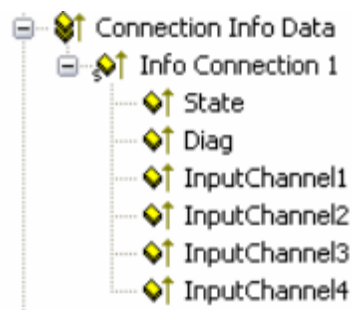 Connection Info Data
s Info Connection 1
State
Diag
InputChannel1
InputChannel2
InputChannel3
InputChannel4